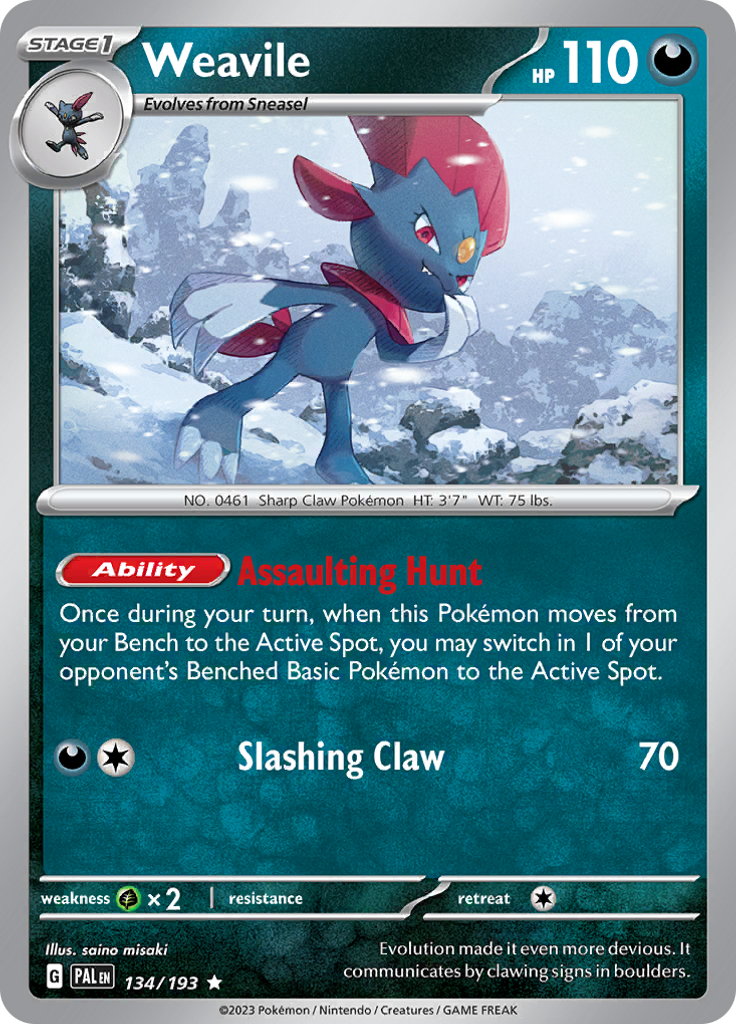 STAGE1
Weavile
HP 110
Evolves from Sneasel
NO. 0461 Sharp Claw Pokémon HT: 3'7" WT: 75 lbs.
Ability Assaulting Hunt
Once during your turn, when this Pokémon moves from
your Bench to the Active Spot, you may switch in 1 of your
opponent's Benched Basic Pokémon to the Active Spot.
Slashing Claw 70
weakness ×2 resistance retreat
Illus. saino misaki
Evolution made it even more devious. It
communicates by clawing signs in boulders.
G PAL EN 134/193 ★
©2023 Pokémon / Nintendo / Creatures / GAME FREAK